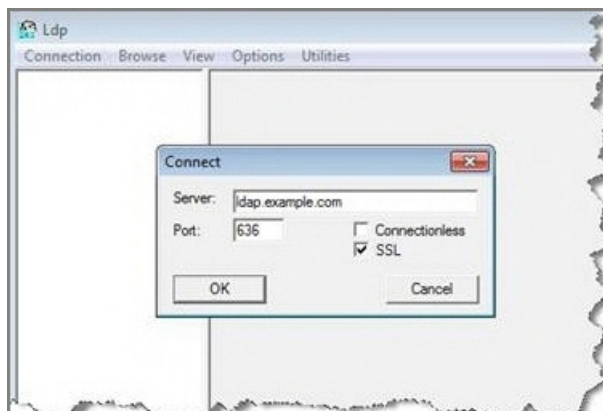 Ldp
Connection Browse View Options Utilities
Connect
Server: ldap.example.com
Port: 636 Connectionless
SSL
OK Cancel